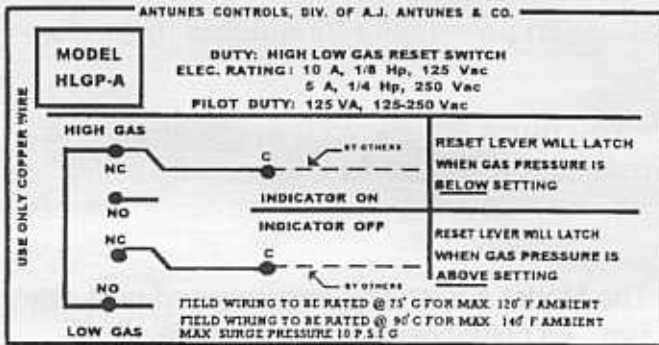 ANTUNES CONTROLS, DIV. OF A.J. ANTUNES & CO.
MODEL
HLGP-A
DUTY: HIGH LOW GAS RESET SWITCH
ELEC. RATING: 10 A, 1/8 Hp, 125 Vac
5 A, 1/4 Hp, 250 Vac
PILOT DUTY: 125 VA, 125-250 Vac
USE ONLY COPPER WIRE
HIGH GAS
NC
C
BY OTHERS
RESET LEVER WILL LATCH
WHEN GAS PRESSURE IS
BELOW SETTING
NO
INDICATOR ON
INDICATOR OFF
NC
C
BY OTHERS
RESET LEVER WILL LATCH
WHEN GAS PRESSURE IS
ABOVE SETTING
NO
LOW GAS
FIELD WIRING TO BE RATED @ 75°C FOR MAX. 120°F AMBIENT
FIELD WIRING TO BE RATED @ 90°C FOR MAX. 140°F AMBIENT
MAX SURGE PRESSURE 10 P.S.I.G